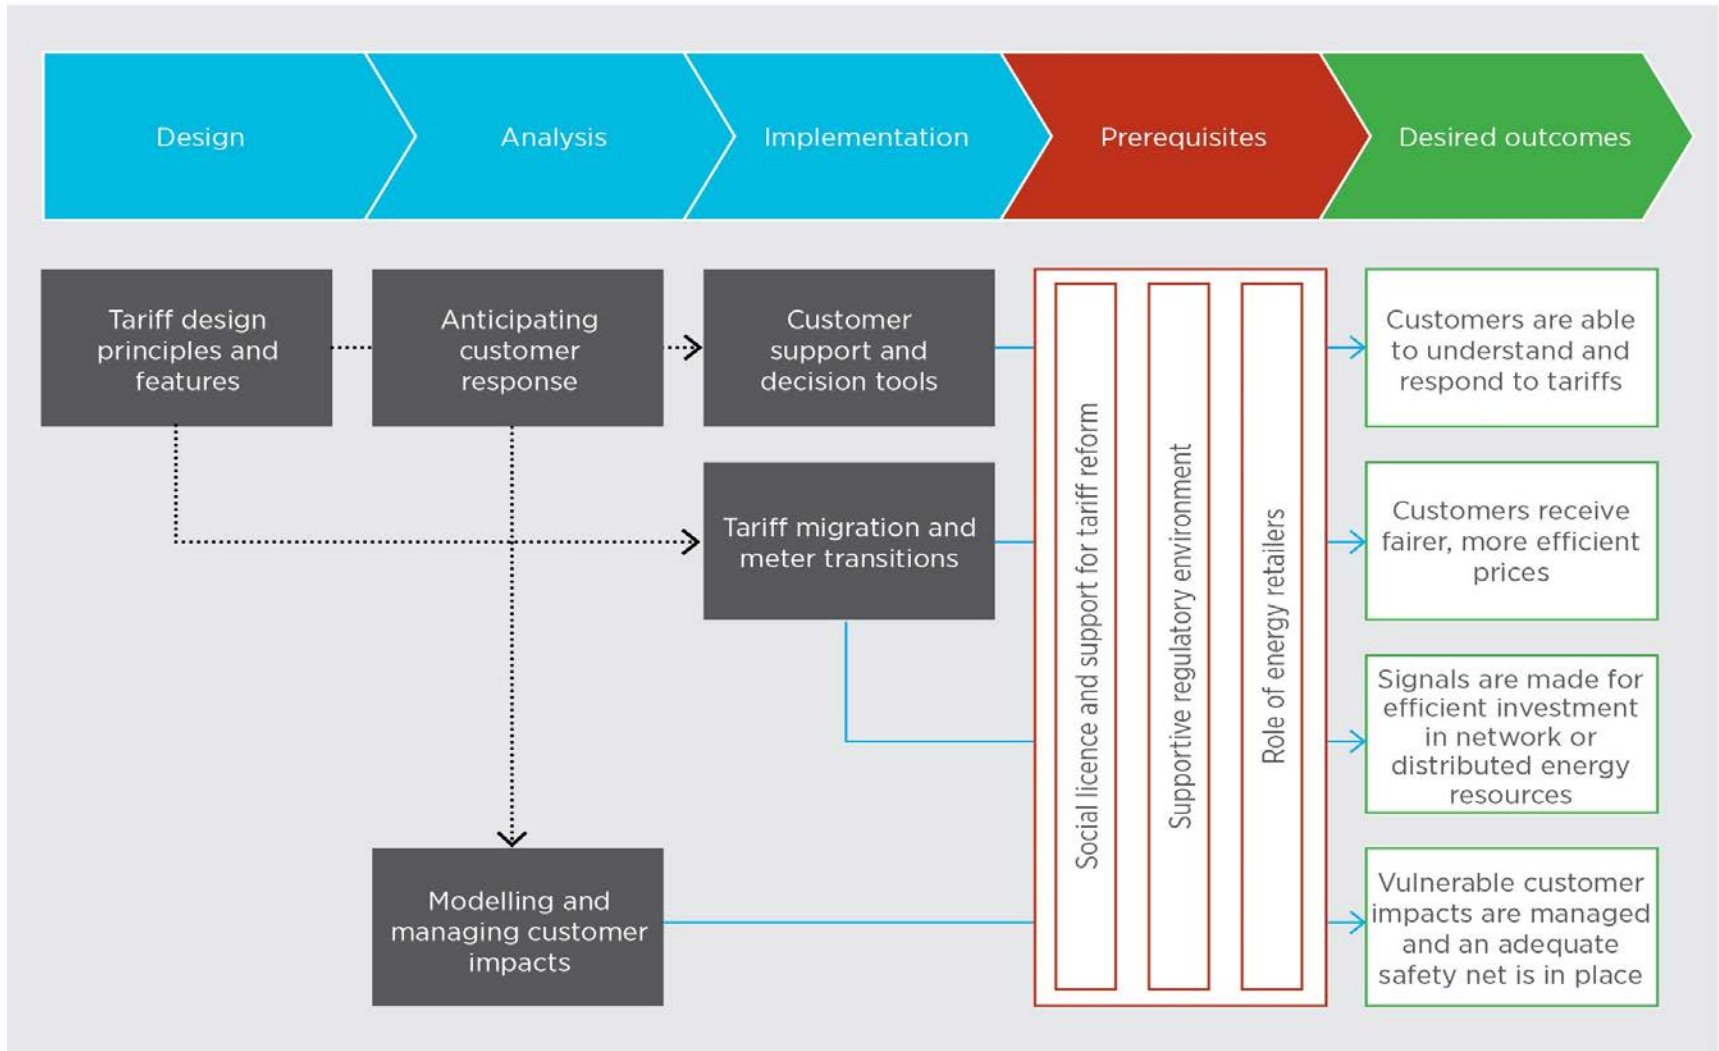 Design
Analysis
Implementation
Prerequisites
Desired outcomes
Tariff design
principles and
features
Anticipating
customer
response
Customer
support and
decision tools
Tariff migration and
meter transitions
Modelling and
managing customer
impacts
Social licence and support for tariff reform
Supportive regulatory environment
Role of energy retailers
Customers are able
to understand and
respond to tariffs
Customers receive
fairer, more efficient
prices
Signals are made for
efficient investment
in network or
distributed energy
resources
Vulnerable customer
impacts are managed
and an adequate
safety net is in place